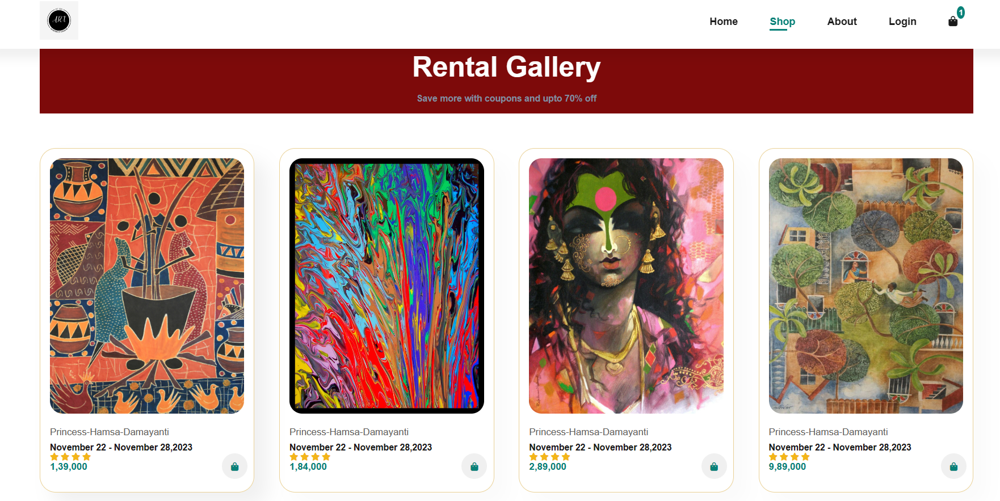 ART
Home
Shop
About
Login
1
Rental Gallery
Save more with coupons and upto 70% off
Princess-Hamsa-Damayanti
November 22 - November 28,2023
1,39,000
Princess-Hamsa-Damayanti
November 22 - November 28,2023
1,84,000
Princess-Hamsa-Damayanti
November 22 - November 28,2023
2,89,000
Princess-Hamsa-Damayanti
November 22 - November 28,2023
9,89,000